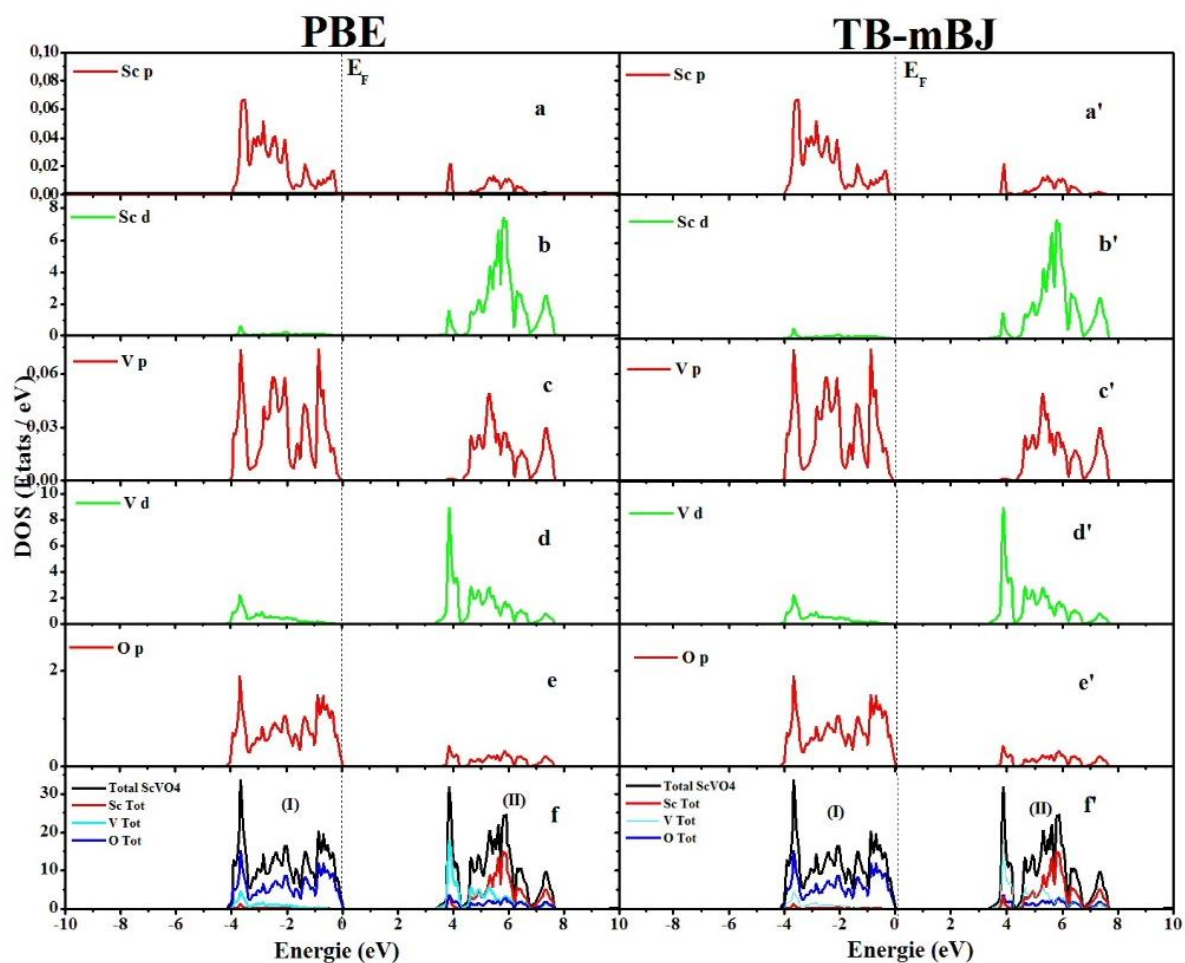 PBE
TB-mBJ
DOS (Etats / eV)
0,10
0,08
0,06
0,04
0,02
0,00
Sc p
E_F
a
Sc p
E_F
a'
8
6
4
2
0
Sc d
b
Sc d
b'
0,06
0,03
0,00
V p
c
V p
c'
10
8
6
4
2
0
V d
d
V d
d'
2
0
O p
e
O p
e'
30
20
10
0
Total ScVO4
Sc Tot
V Tot
O Tot
(I)
(II)
f
Total ScVO4
Sc Tot
V Tot
O Tot
(I)
(II)
f'
-10 -8 -6 -4 -2 0 2 4 6 8 -10 -8 -6 -4 -2 0 2 4 6 8 10
Energie (eV)
Energie (eV)